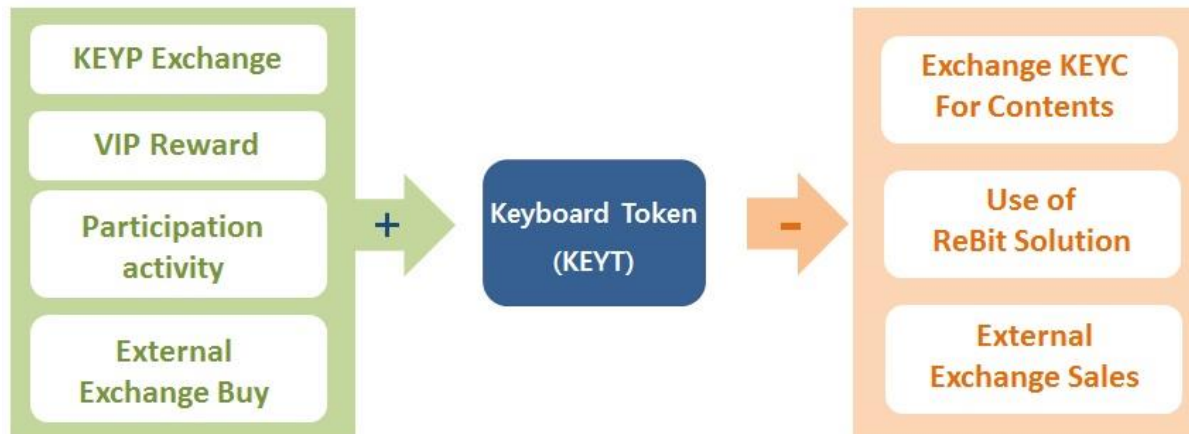 KEYP Exchange
VIP Reward
Participation
activity
External
Exchange Buy
+
Keyboard Token
(KEYT)
-
Exchange KEYC
For Contents
Use of
ReBit Solution
External
Exchange Sales